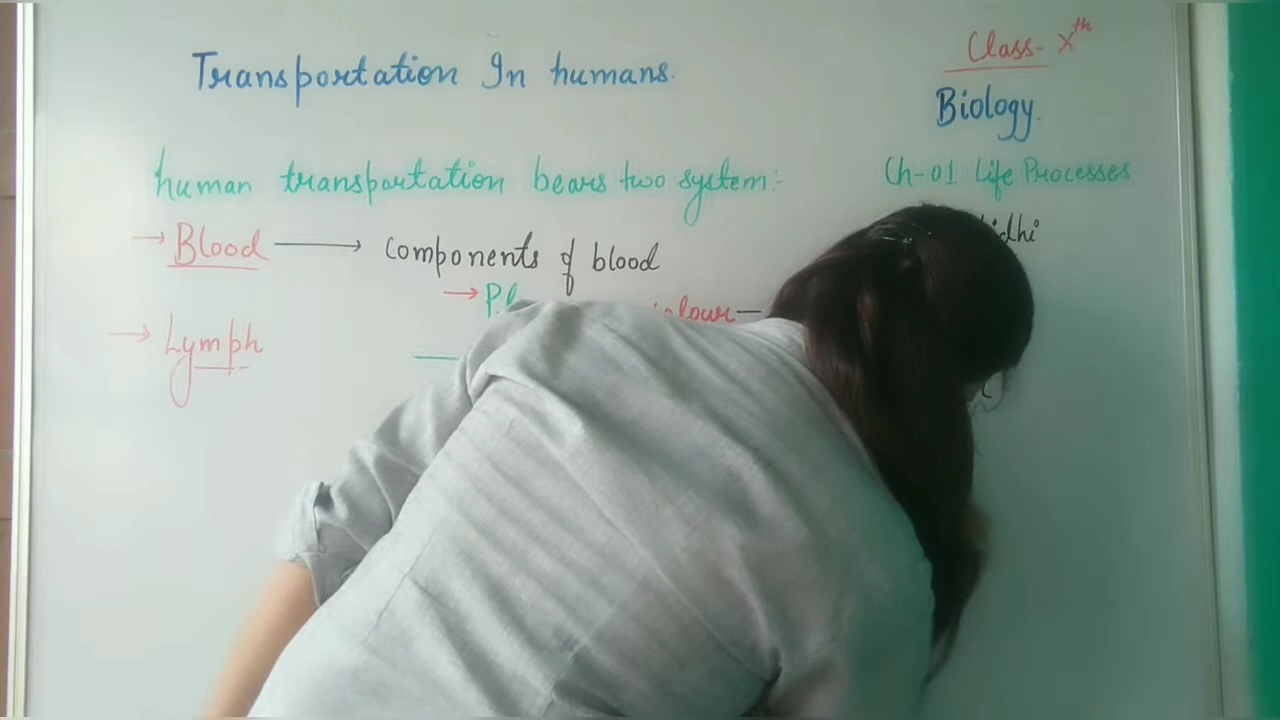 Transportation In humans.
Class- Xth
Biology.
human transportation bears two system:-
Ch-01 Life Processes
→ Blood ⟶ components of blood
→
→ Lymph